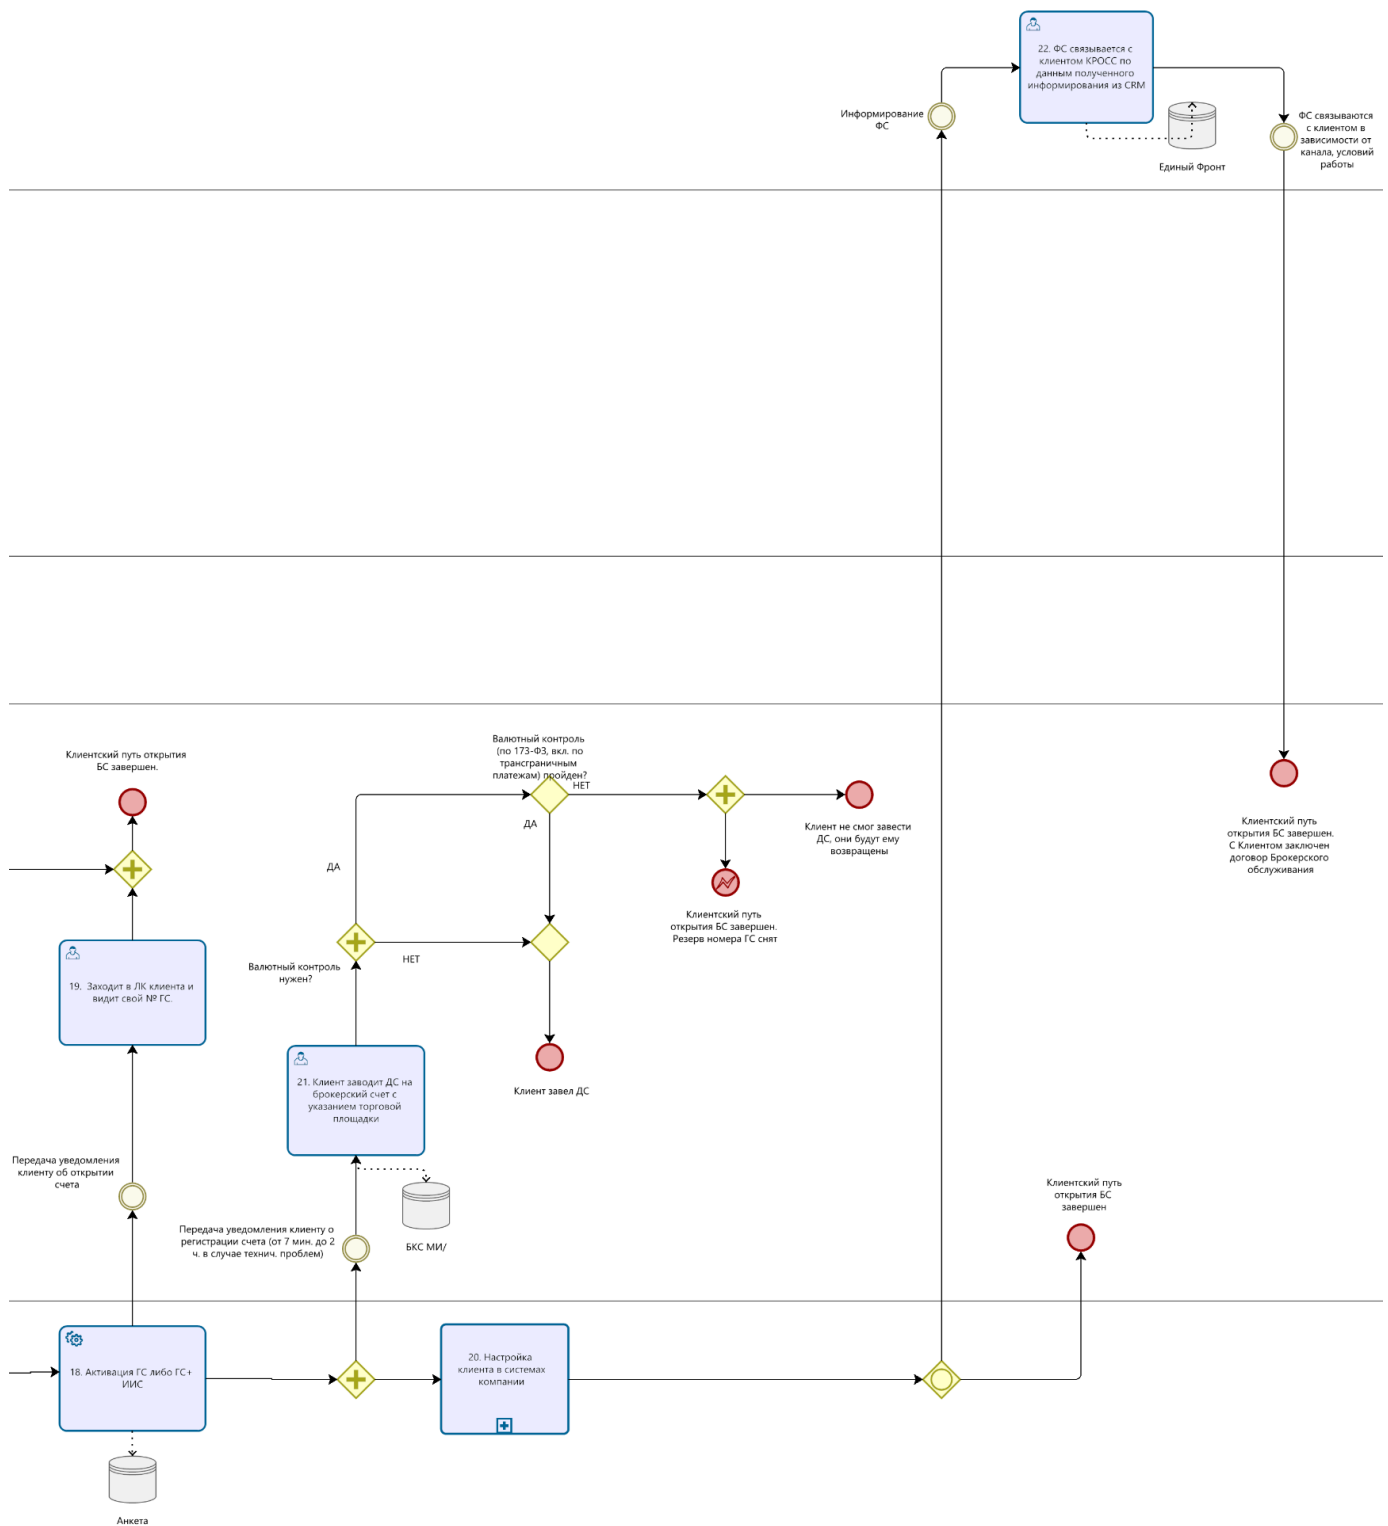 22. ФС связывается с
клиентом КРОСС по
данным полученного
информирования из CRM
Информирование
ФС
Единый Фронт
ФС связываются
с клиентом в
зависимости от
канала, условий
работы
Клиентский путь открытия
БС завершен.
Валютный контроль
(по 173-ФЗ, вкл. по
трансграничным
платежам) пройден?
НЕТ
ДА
Клиент не смог завести
ДС, они будут ему
возвращены
Клиентский путь
открытия БС завершен.
С Клиентом заключен
договор Брокерского
обслуживания
ДА
Клиентский путь
открытия БС завершен.
Резерв номера ГС снят
НЕТ
Валютный контроль
нужен?
19. Заходит в ЛК клиента и
видит свой № ГС.
21. Клиент заводит ДС на
брокерский счет с
указанием торговой
площадки
Клиент завел ДС
Передача уведомления
клиенту об открытии
счета
Клиентский путь
открытия БС
завершен
Передача уведомления клиенту о
регистрации счета (от 7 мин. до 2
ч. в случае технич. проблем)
БКС МИ/
18. Активация ГС либо ГС+
ИИС
20. Настройка
клиента в системах
компании
Анкета